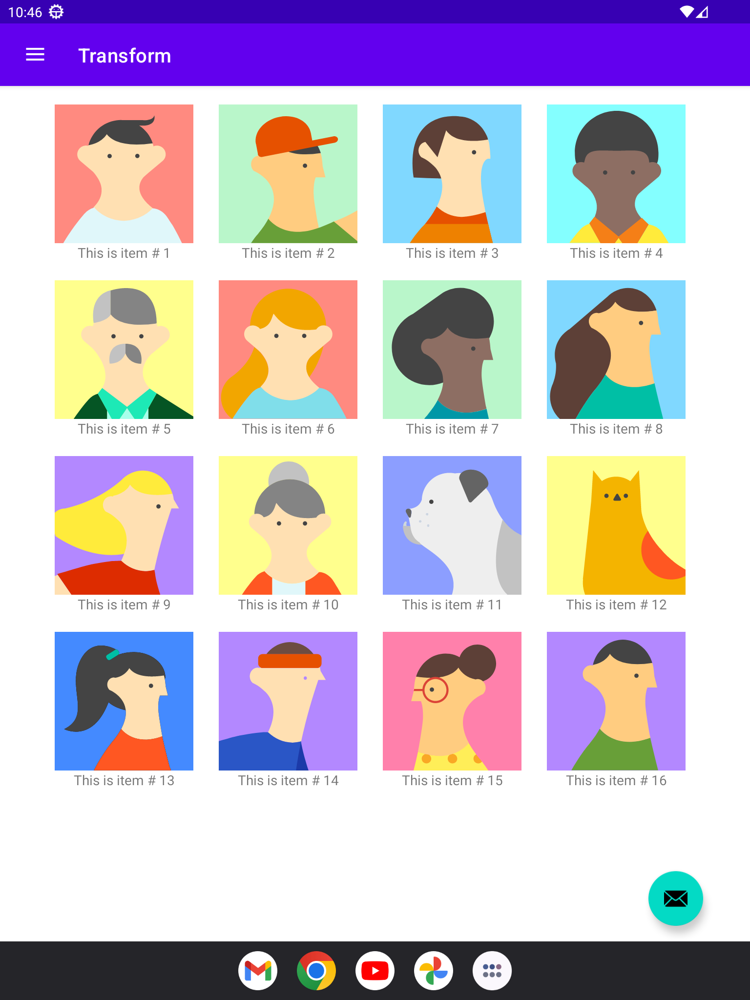 10:46
Transform
This is item # 1
This is item # 2
This is item # 3
This is item # 4
This is item # 5
This is item # 6
This is item # 7
This is item # 8
This is item # 9
This is item # 10
This is item # 11
This is item # 12
This is item # 13
This is item # 14
This is item # 15
This is item # 16